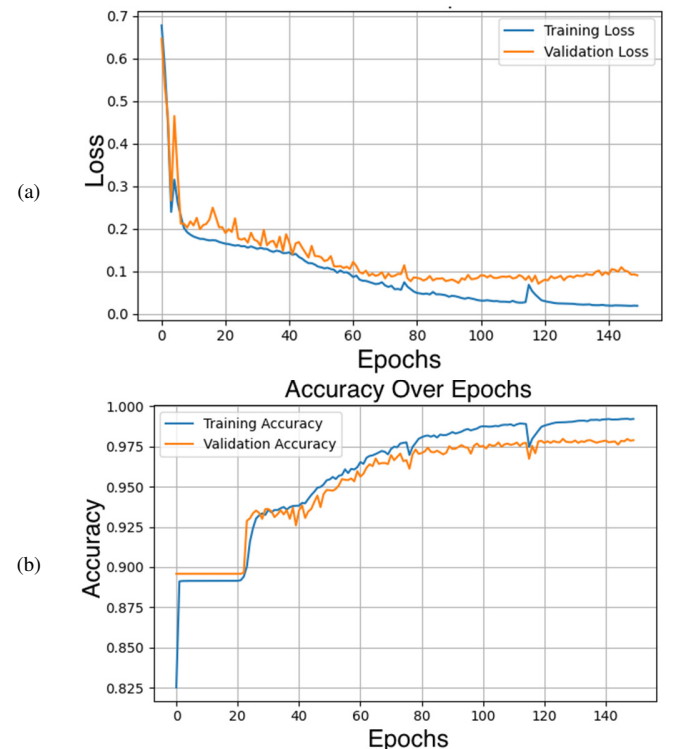 (a)
Loss
0.7
0.6
0.5
0.4
0.3
0.2
0.1
0.0
Training Loss
Validation Loss
0 20 40 60 80 100 120 140
Epochs
(b)
Accuracy Over Epochs
Accuracy
1.000
0.975
0.950
0.925
0.900
0.875
0.850
0.825
Training Accuracy
Validation Accuracy
0 20 40 60 80 100 120 140
Epochs